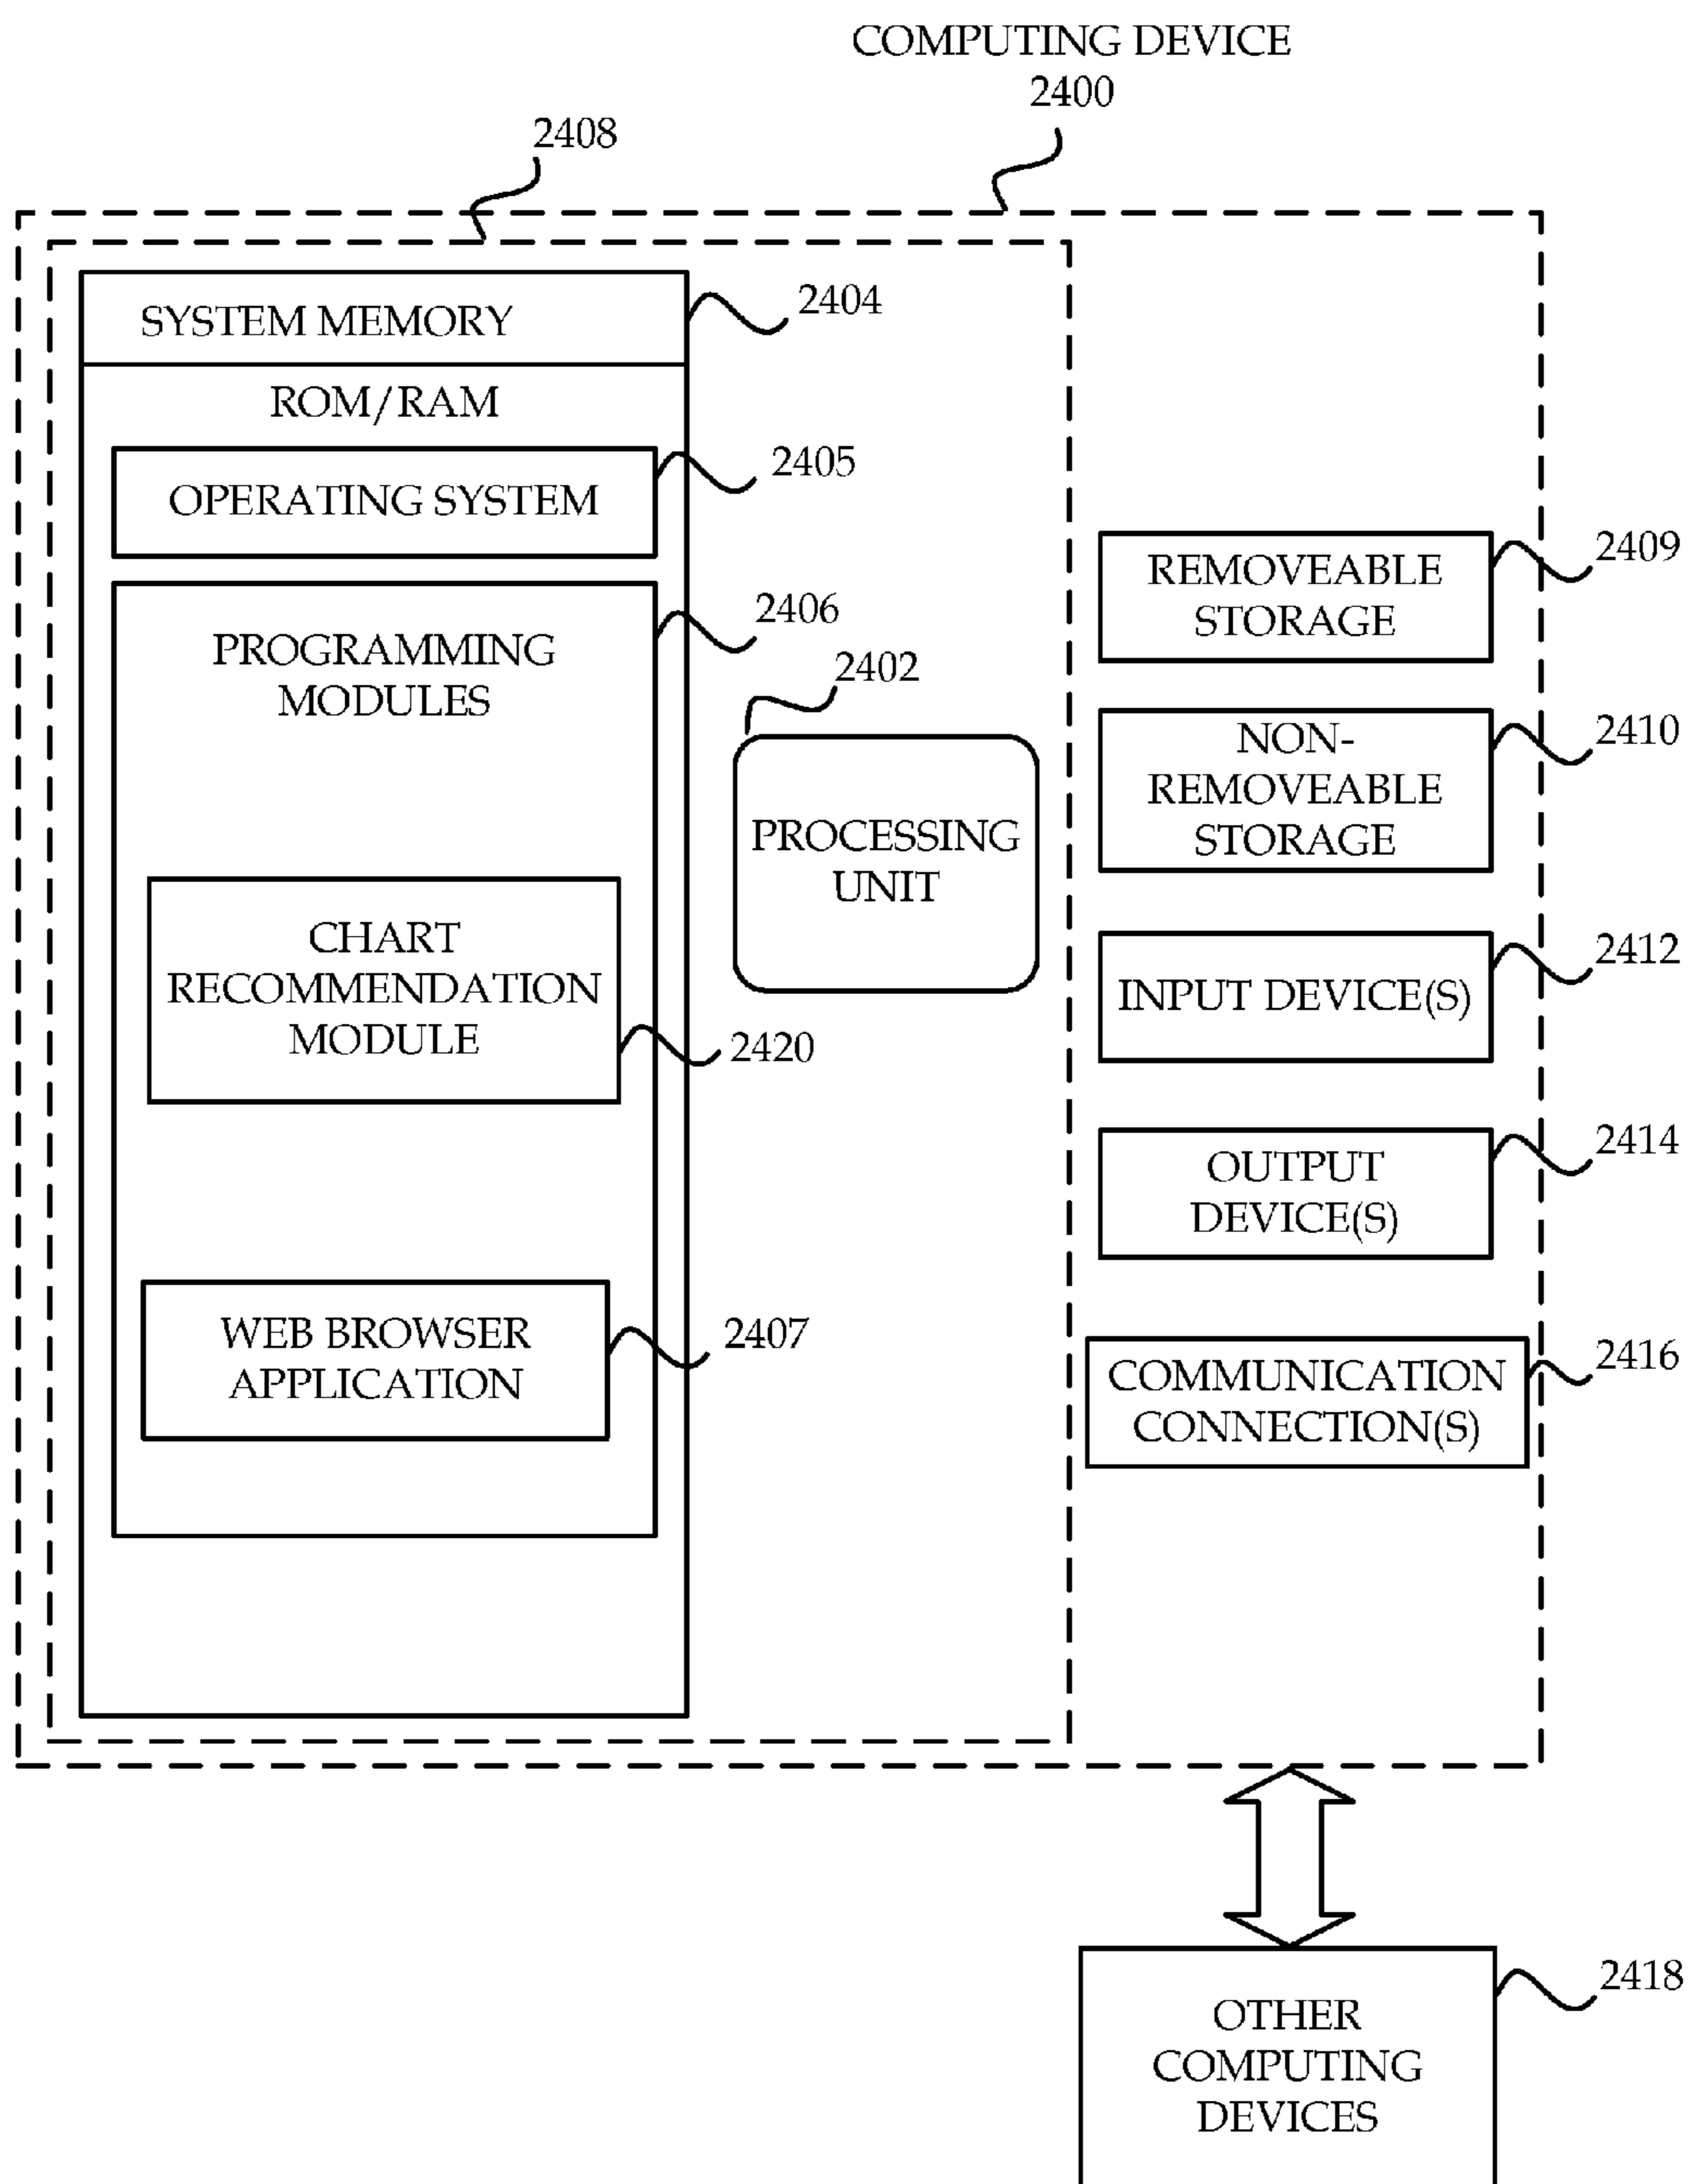 COMPUTING DEVICE
2400
2408
SYSTEM MEMORY
2404
ROM/RAM
OPERATING SYSTEM
2405
PROGRAMMING
MODULES
2406
2402
PROCESSING
UNIT
CHART
RECOMMENDATION
MODULE
2420
WEB BROWSER
APPLICATION
2407
REMOVEABLE
STORAGE
2409
NON-
REMOVEABLE
STORAGE
2410
INPUT DEVICE(S)
2412
OUTPUT
DEVICE(S)
2414
COMMUNICATION
CONNECTION(S)
2416
OTHER
COMPUTING
DEVICES
2418